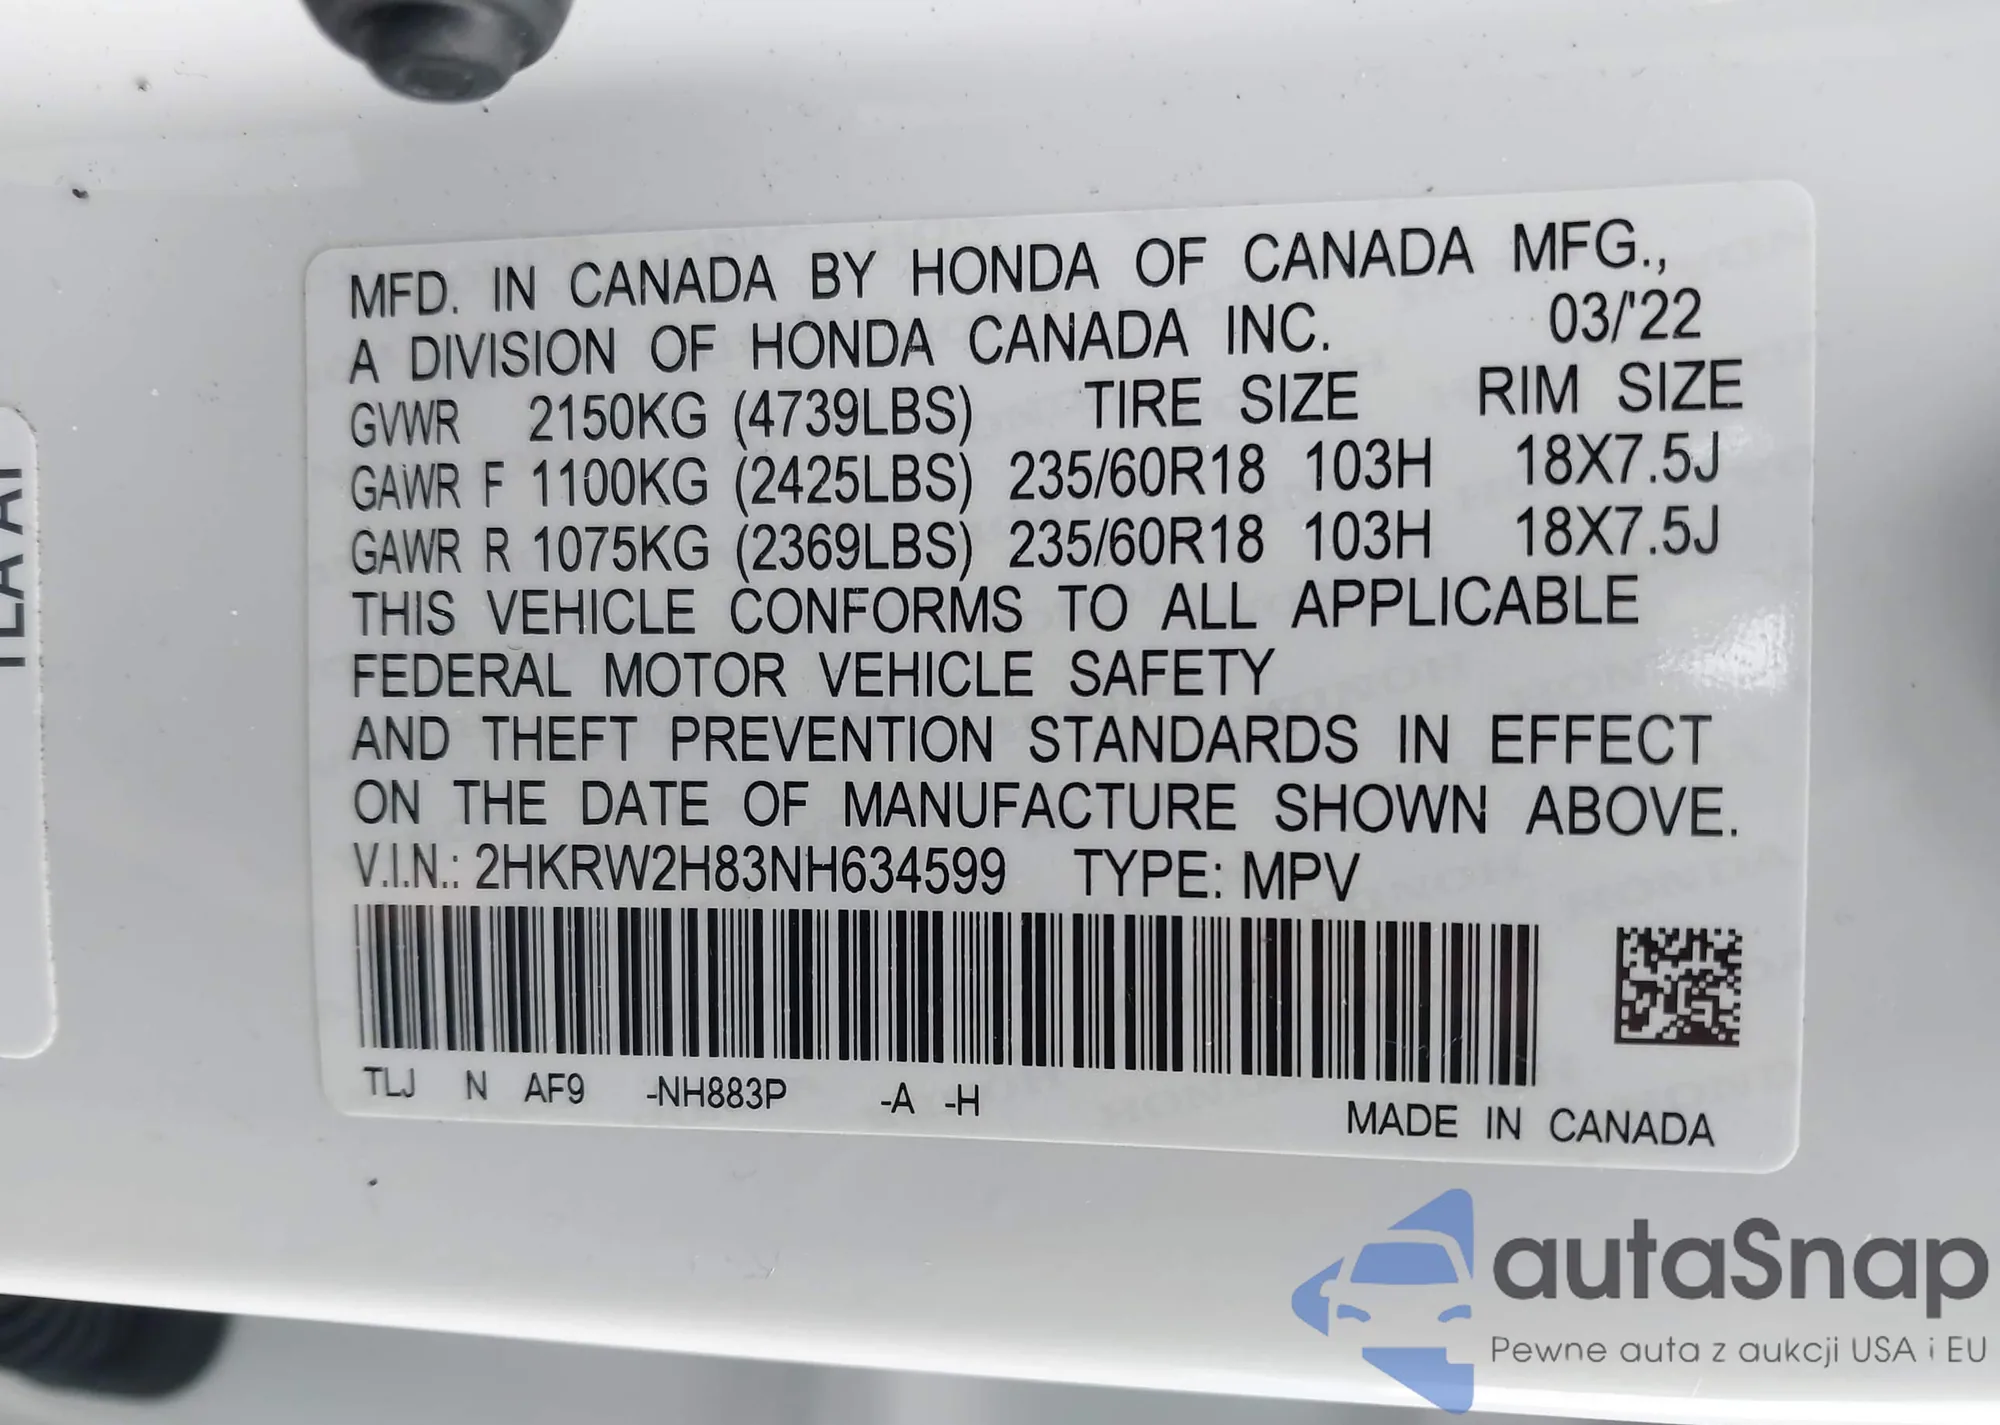 MFD. IN CANADA BY HONDA OF CANADA MFG.,
A DIVISION OF HONDA CANADA INC. 03/'22
GVWR 2150KG (4739LBS) TIRE SIZE RIM SIZE
GAWR F 1100KG (2425LBS) 235/60R18 103H 18X7.5J
GAWR R 1075KG (2369LBS) 235/60R18 103H 18X7.5J
THIS VEHICLE CONFORMS TO ALL APPLICABLE
FEDERAL MOTOR VEHICLE SAFETY
AND THEFT PREVENTION STANDARDS IN EFFECT
ON THE DATE OF MANUFACTURE SHOWN ABOVE.
V.I.N.: 2HKRW2H83NH634599 TYPE: MPV
TLJ N AF9 -NH883P -A -H
MADE IN CANADA
autaSnap
Pewne auta z aukcji USA i EU